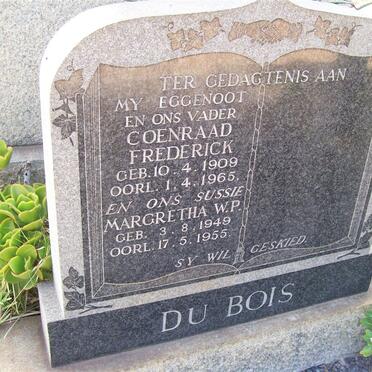 TER GEDAGTENIS AAN
MY EGGENOOT
EN ONS VADER
COENRAAD
FREDERICK
GEB. 10-4-1909
OORL. 1.4.1965.
EN ONS SUSSIE
MARGRETHA W.P.
GEB. 3-8-1949
OORL. 17.5.1955.
SY WIL GESKIED.
DU BOIS